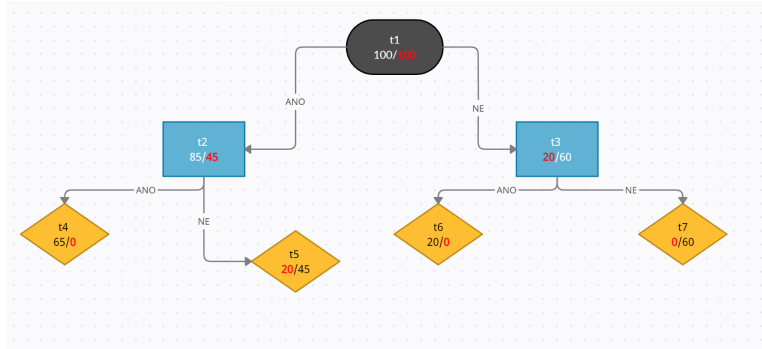 t1
100/100
ANO
NE
t2
85/45
t3
20/60
ANO
NE
ANO
NE
t4
65/0
t5
20/45
t6
20/0
t7
0/60